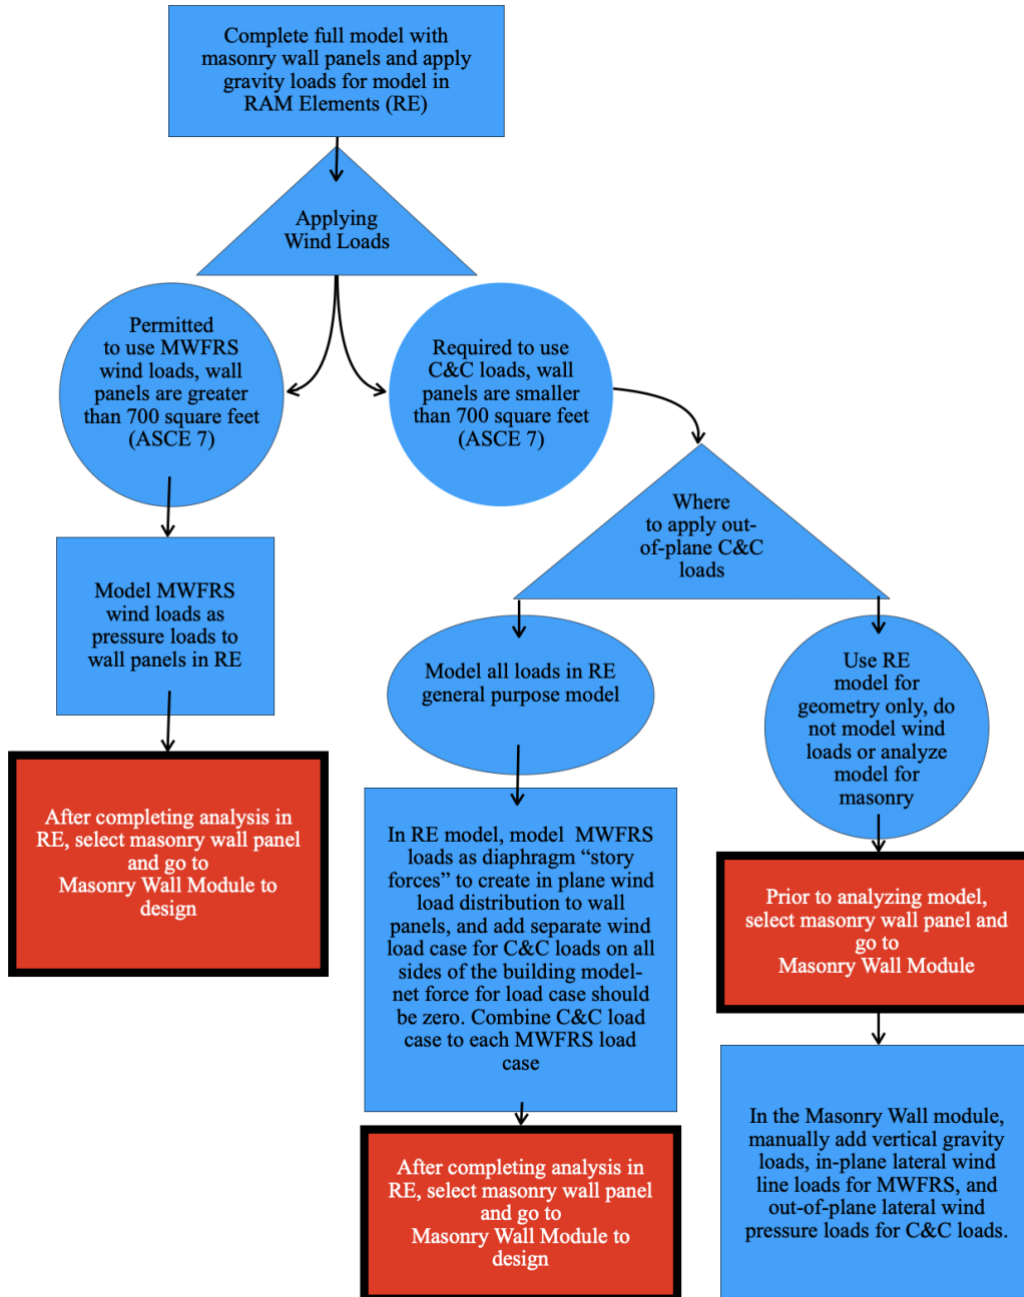 Complete full model with
masonry wall panels and apply
gravity loads for model in
RAM Elements (RE)
Applying
Wind Loads
Permitted
to use MWFRS
wind loads, wall
panels are greater
than 700 square feet
(ASCE 7)
Required to use
C&C loads, wall
panels are smaller
than 700 square feet
(ASCE 7)
Where
to apply out-
of-plane C&C
loads
Model MWFRS
wind loads as
pressure loads to
wall panels in RE
Model all loads in RE
general purpose model
Use RE
model for
geometry only, do
not model wind
loads or analyze
model for
masonry
After completing analysis in
RE, select masonry wall panel
and go to
Masonry Wall Module to
design
In RE model, model MWFRS
loads as diaphragm “story
forces” to create in plane wind
load distribution to wall
panels, and add separate wind
load case for C&C loads on all
sides of the building model-
net force for load case should
be zero. Combine C&C load
case to each MWFRS load
case
Prior to analyzing model,
select masonry wall panel and
go to
Masonry Wall Module
After completing analysis in
RE, select masonry wall panel
and go to
Masonry Wall Module to
design
In the Masonry Wall module,
manually add vertical gravity
loads, in-plane lateral wind
line loads for MWFRS, and
out-of-plane lateral wind
pressure loads for C&C loads.